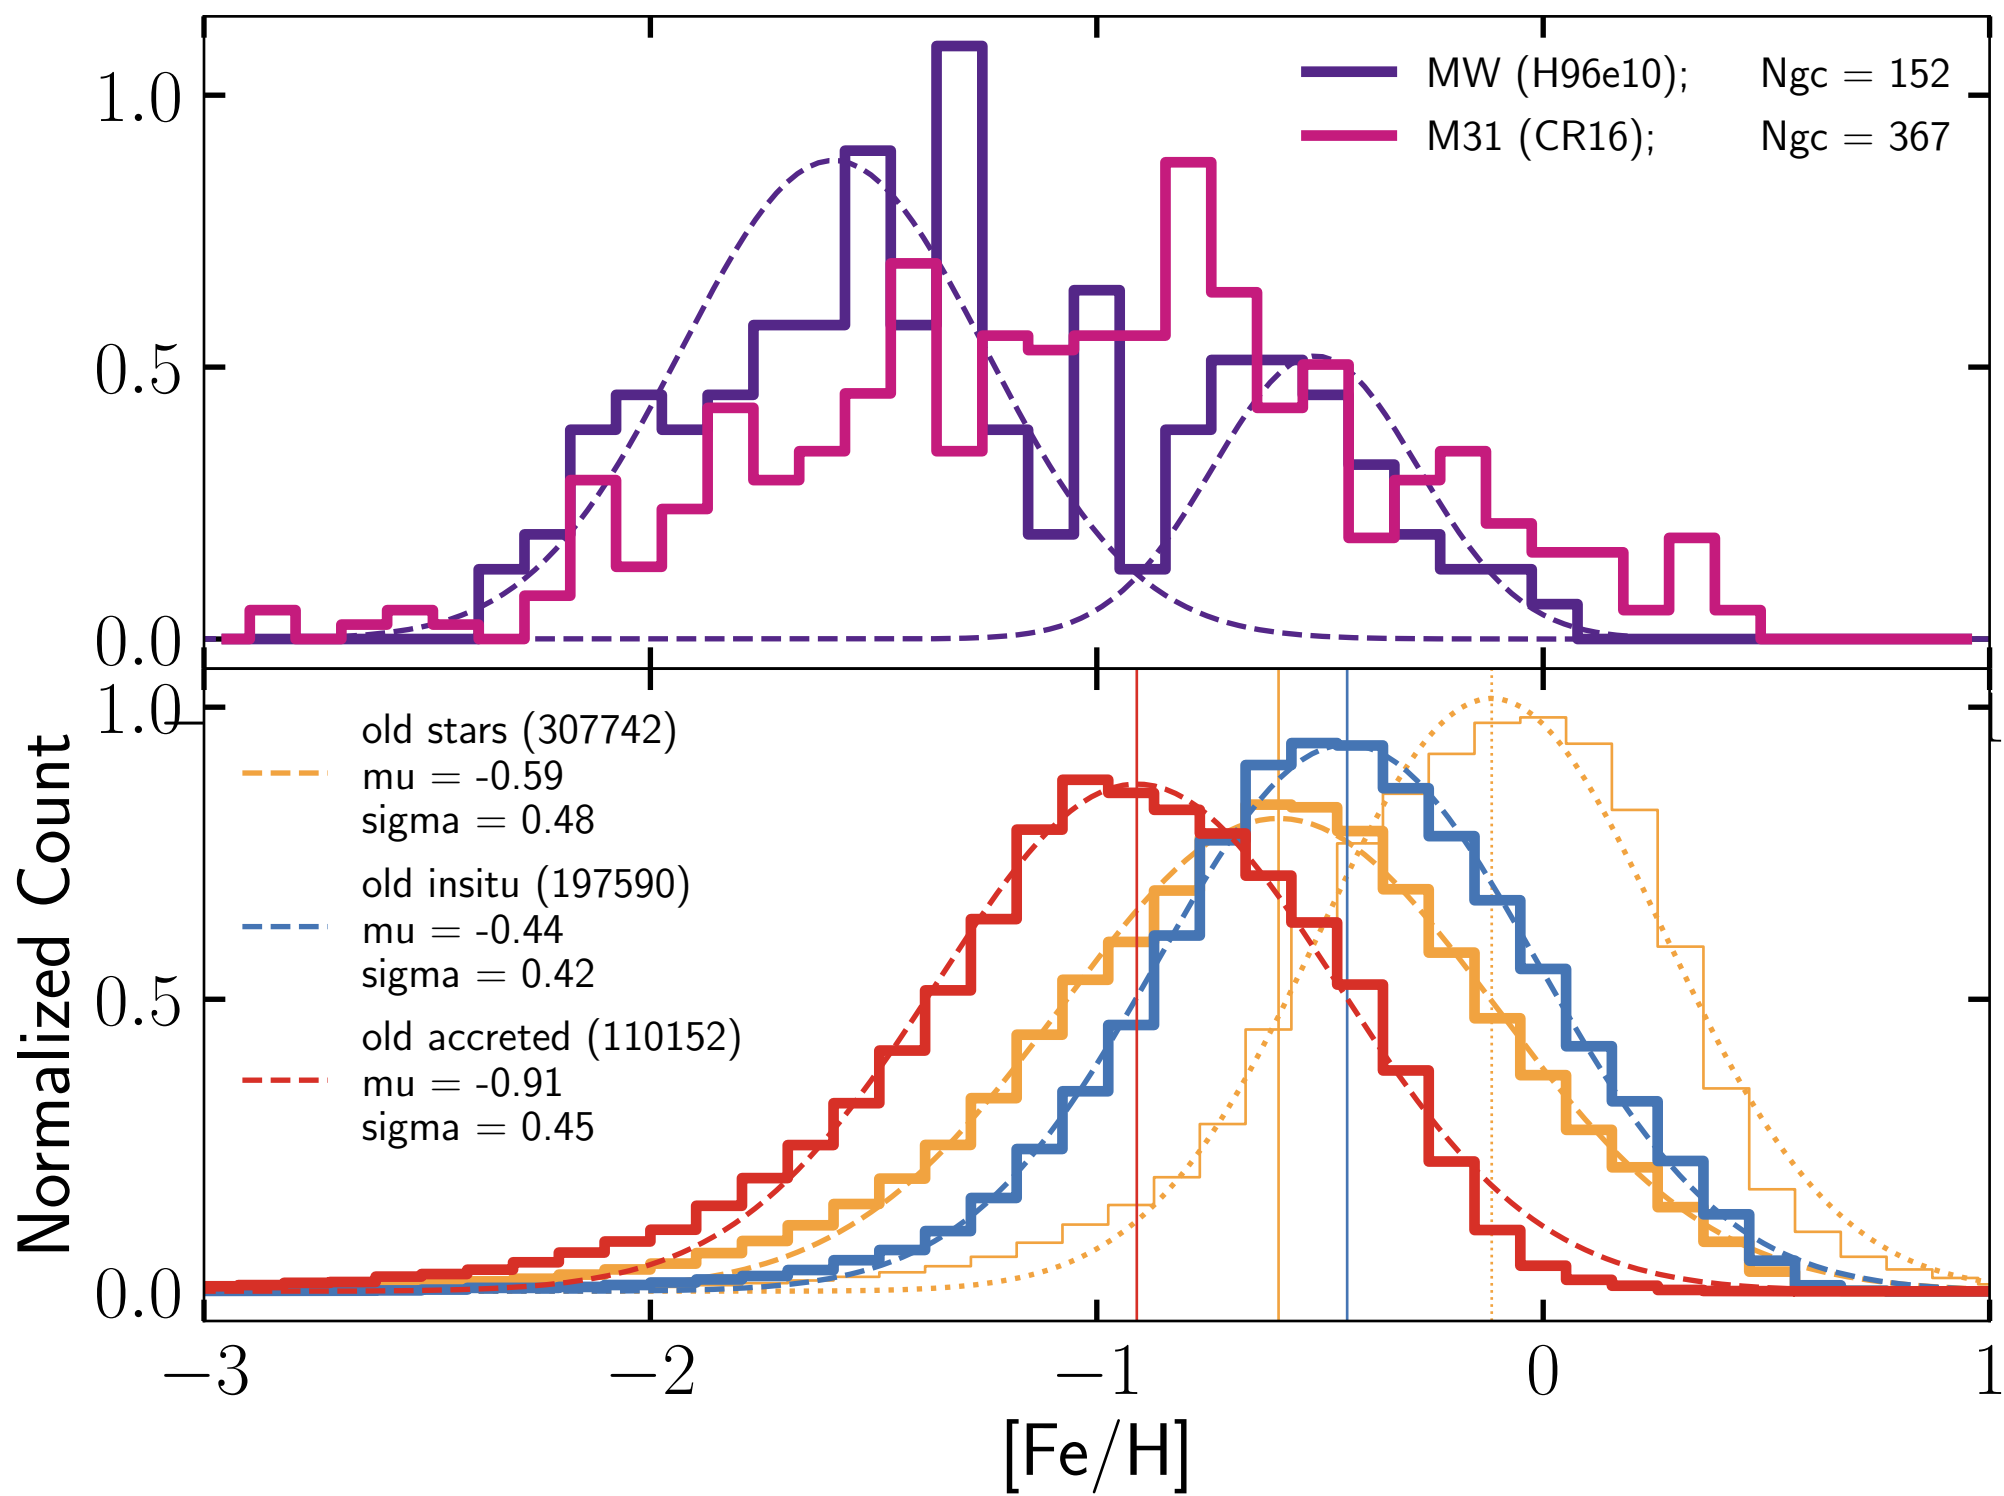 1.0
0.5
0.0
MW (H96e10); Ngc = 152
M31 (CR16); Ngc = 367
Normalized Count
1.0
0.5
0.0
old stars (307742)
mu = -0.59
sigma = 0.48
old insitu (197590)
mu = -0.44
sigma = 0.42
old accreted (110152)
mu = -0.91
sigma = 0.45
−3 −2 −1 0 1
[Fe/H]